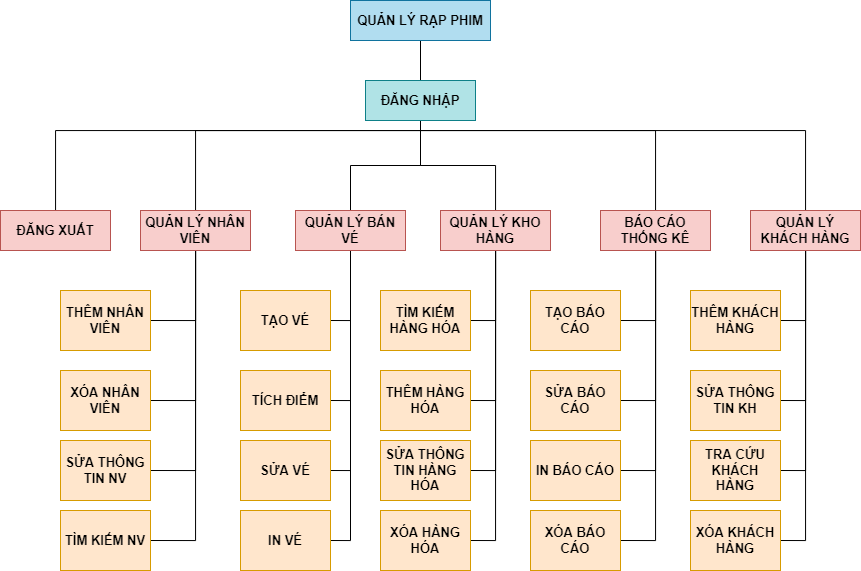 QUẢN LÝ RẠP PHIM
ĐĂNG NHẬP
ĐĂNG XUẤT
QUẢN LÝ NHÂN
VIÊN
QUẢN LÝ BÁN
VÉ
QUẢN LÝ KHO
HÀNG
BÁO CÁO
THỐNG KÊ
QUẢN LÝ
KHÁCH HÀNG
THÊM NHÂN
VIÊN
TẠO VÉ
TÌM KIẾM
HÀNG HÓA
TẠO BÁO
CÁO
THÊM KHÁCH
HÀNG
XÓA NHÂN
VIÊN
TÍCH ĐIỂM
THÊM HÀNG
HÓA
SỬA BÁO
CÁO
SỬA THÔNG
TIN KH
SỬA THÔNG
TIN NV
SỬA VÉ
SỬA THÔNG
TIN HÀNG
HÓA
IN BÁO CÁO
TRA CỨU
KHÁCH
HÀNG
TÌM KIẾM NV
IN VÉ
XÓA HÀNG
HÓA
XÓA BÁO
CÁO
XÓA KHÁCH
HÀNG